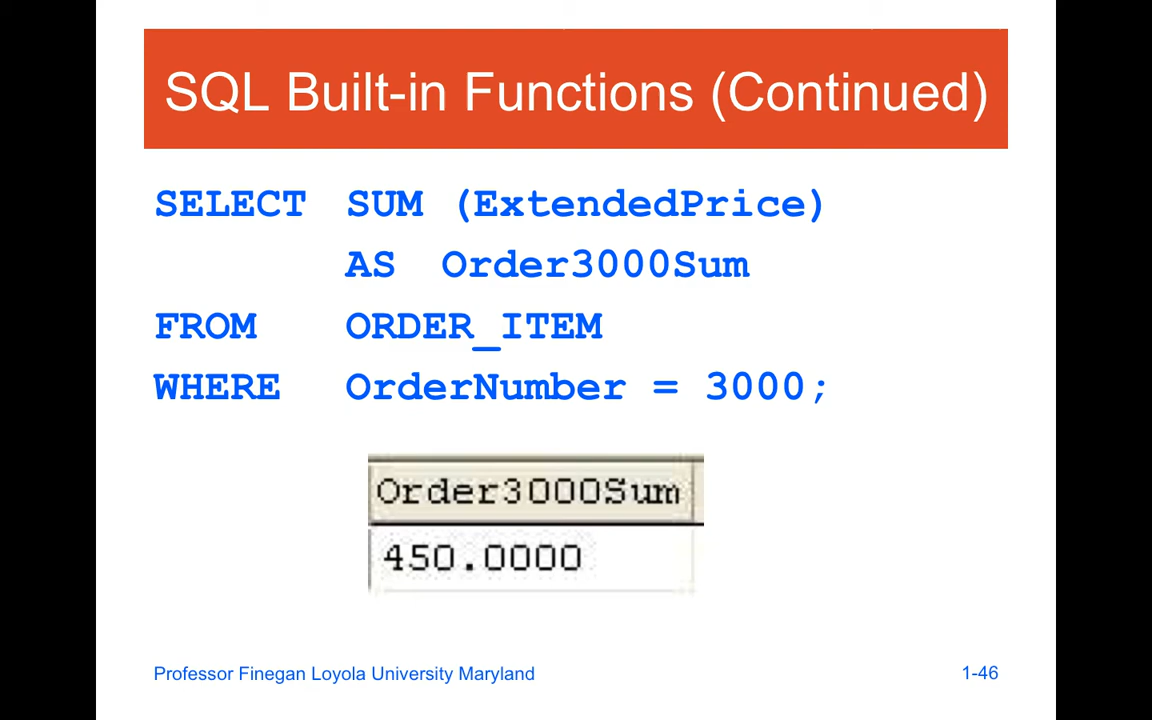 SQL Built-in Functions (Continued)
SELECT SUM (ExtendedPrice)
AS Order3000Sum
FROM ORDER_ITEM
WHERE OrderNumber = 3000;
Order3000Sum
450.0000
Professor Finegan Loyola University Maryland 1-46